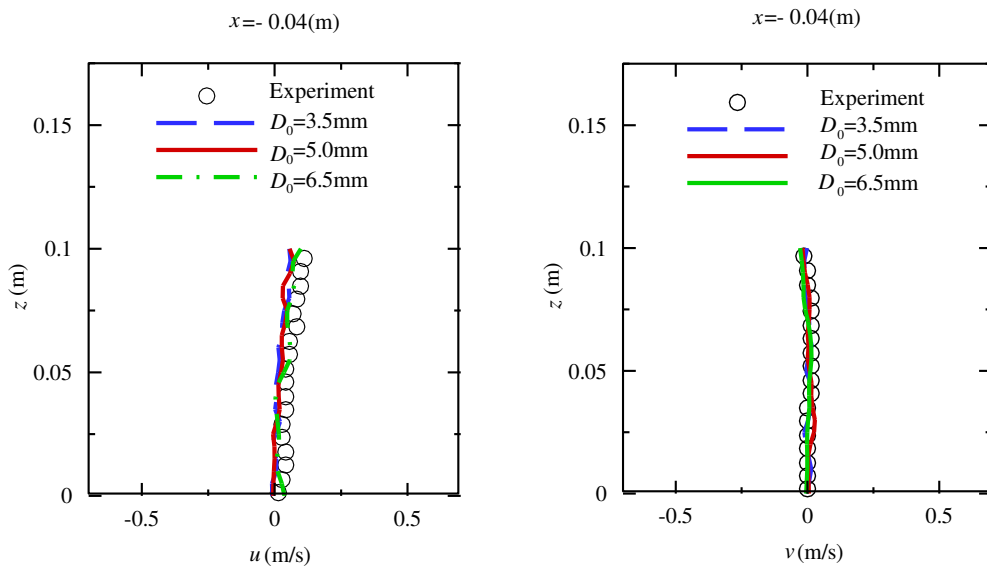 x=- 0.04(m)
Experiment
D0=3.5mm
D0=5.0mm
D0=6.5mm
0.15
0.1
0.05
0
z (m)
-0.5 0 0.5
u (m/s)
x=- 0.04(m)
Experiment
D0=3.5mm
D0=5.0mm
D0=6.5mm
0.15
0.1
0.05
0
z (m)
-0.5 0 0.5
v (m/s)